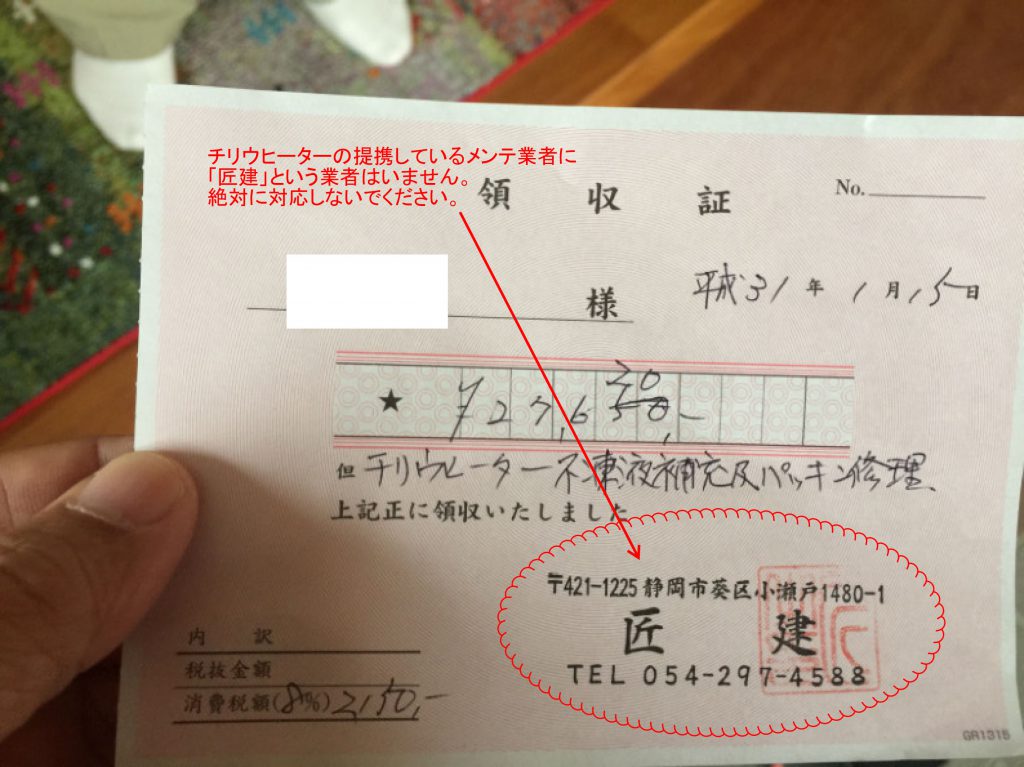 チリウヒーターの提携しているメンテ業者に
「匠建」という業者はいません。
絶対に対応しないでください。
領収証
No.
様
平成31年1月15日
★ ¥27,630,-
但 チリウヒーター不凍液補充及パッキン修理、
上記正に領収いたしました
〒421-1225 静岡市葵区小瀬戸1480-1
匠建
TEL 054-297-4588
内訳
税抜金額
消費税額(8%) 2,150,-
GR1315